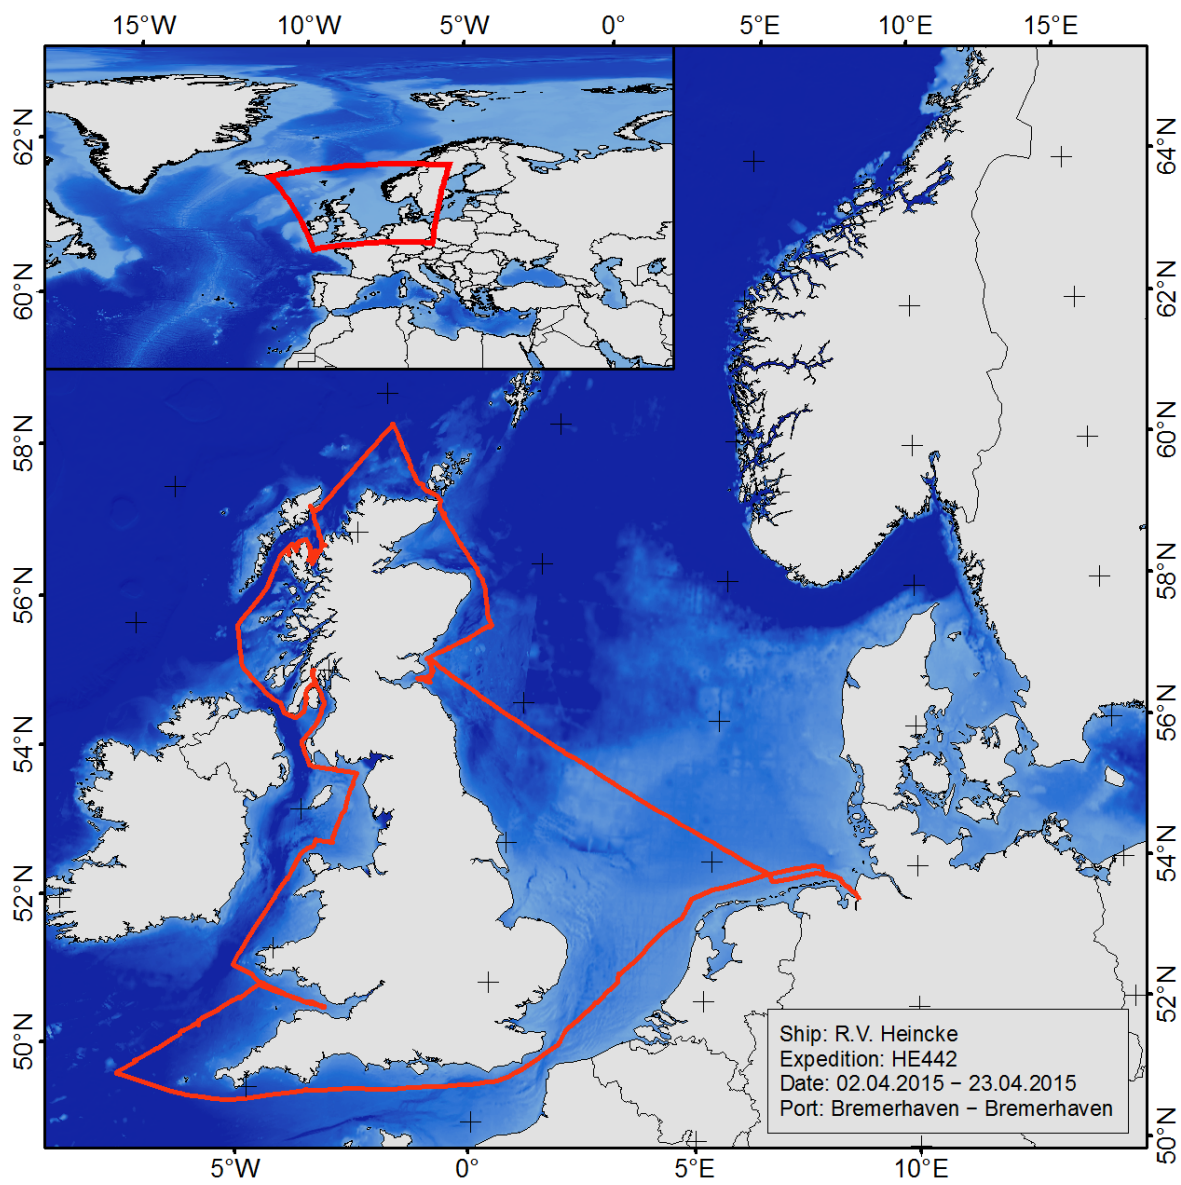 15°W 10°W 5°W 0° 5°E 10°E 15°E
62°N
60°N
58°N
56°N
54°N
52°N
50°N
64°N
62°N
60°N
58°N
56°N
54°N
52°N
50°N
Ship: R.V. Heincke
Expedition: HE442
Date: 02.04.2015 – 23.04.2015
Port: Bremerhaven – Bremerhaven
5°W 0° 5°E 10°E